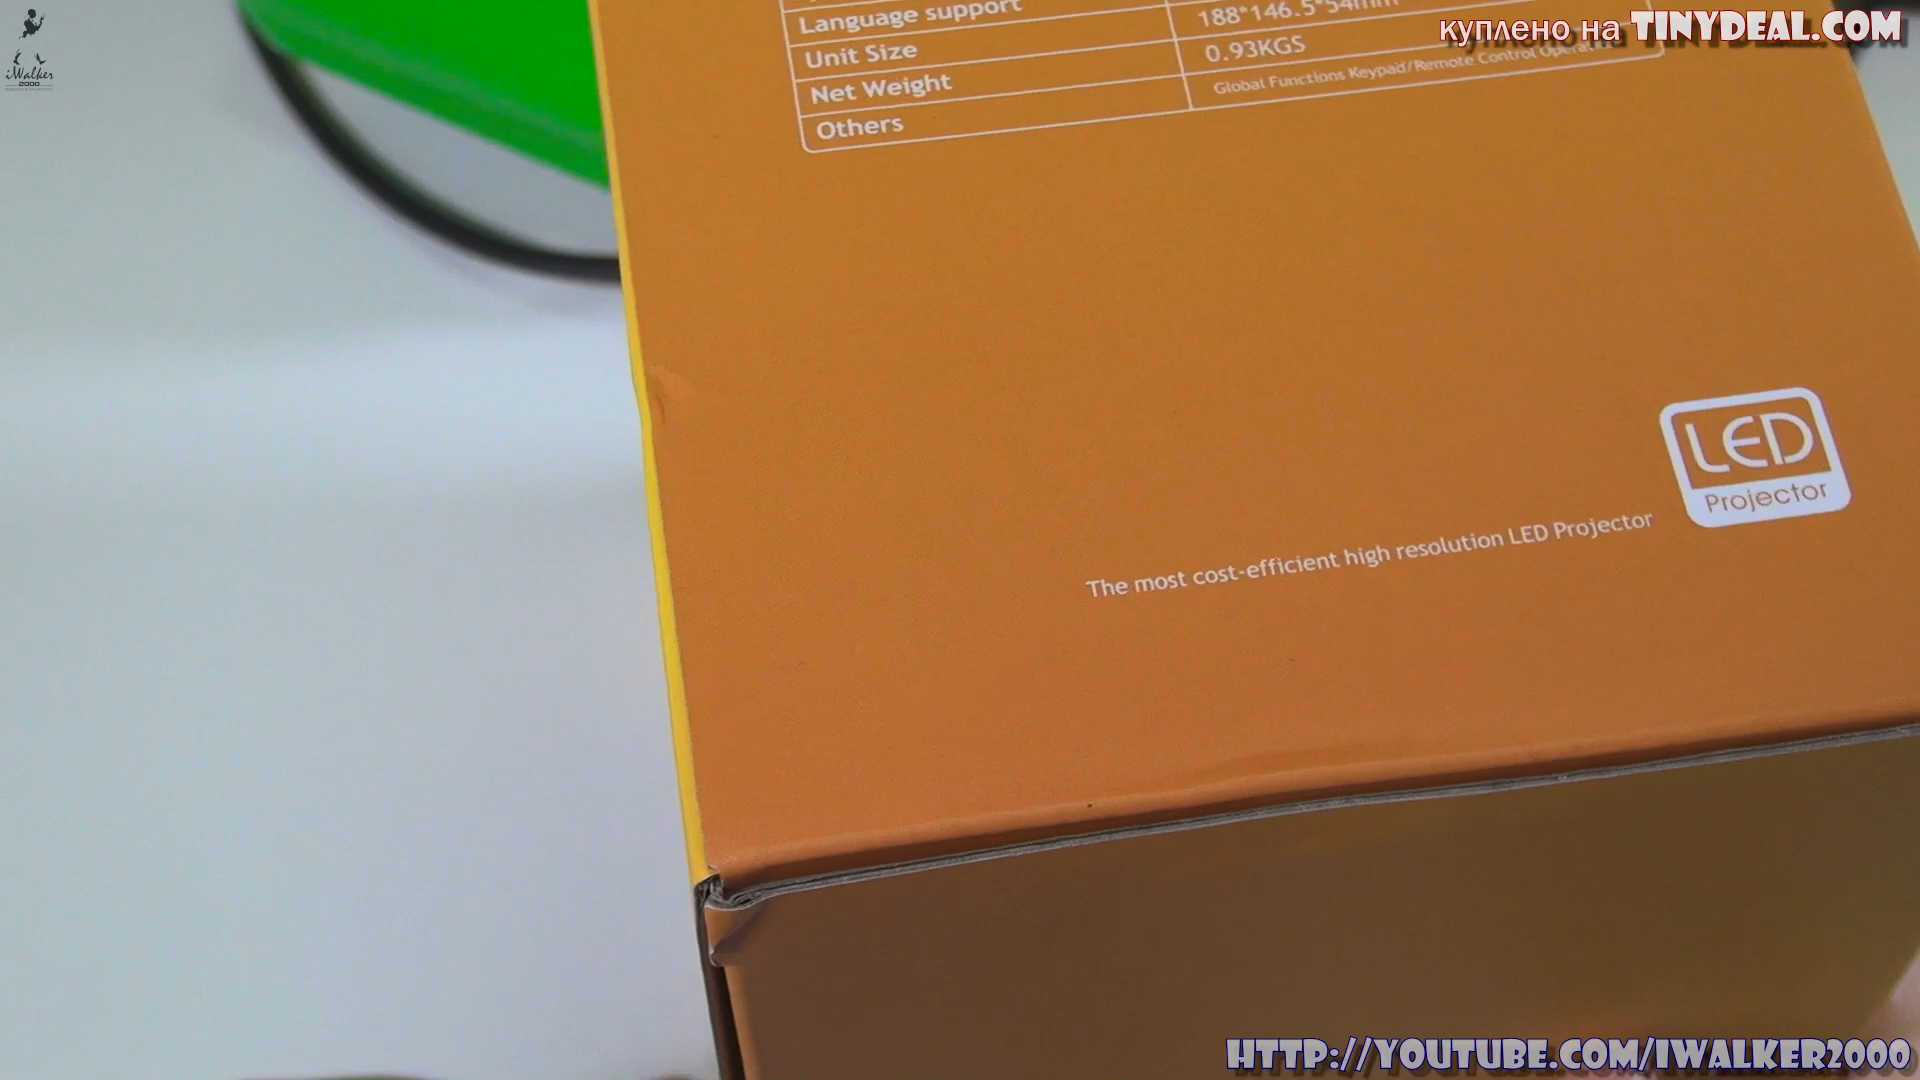 куплено на TINYDEAL.COM
iWalker
2000
Language support
188*146.5*54mm
Unit Size
0.93KGS
Net Weight
Global Functions Keypad/Remote Control Operating
Others
LED
Projector
The most cost-efficient high resolution LED Projector
HTTP://YOUTUBE.COM/IWALKER2000